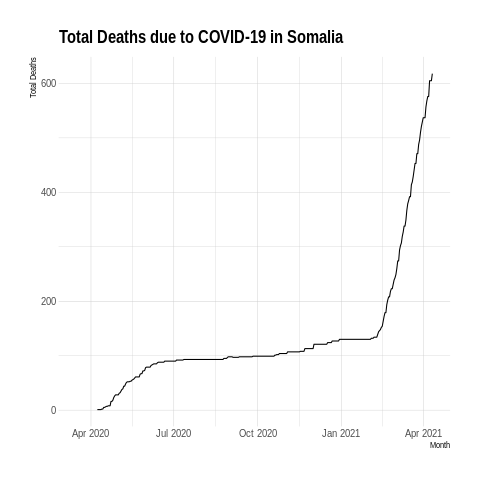 Total Deaths due to COVID-19 in Somalia
Total Deaths
600
400
200
0
Apr 2020 Jul 2020 Oct 2020 Jan 2021 Apr 2021
Month